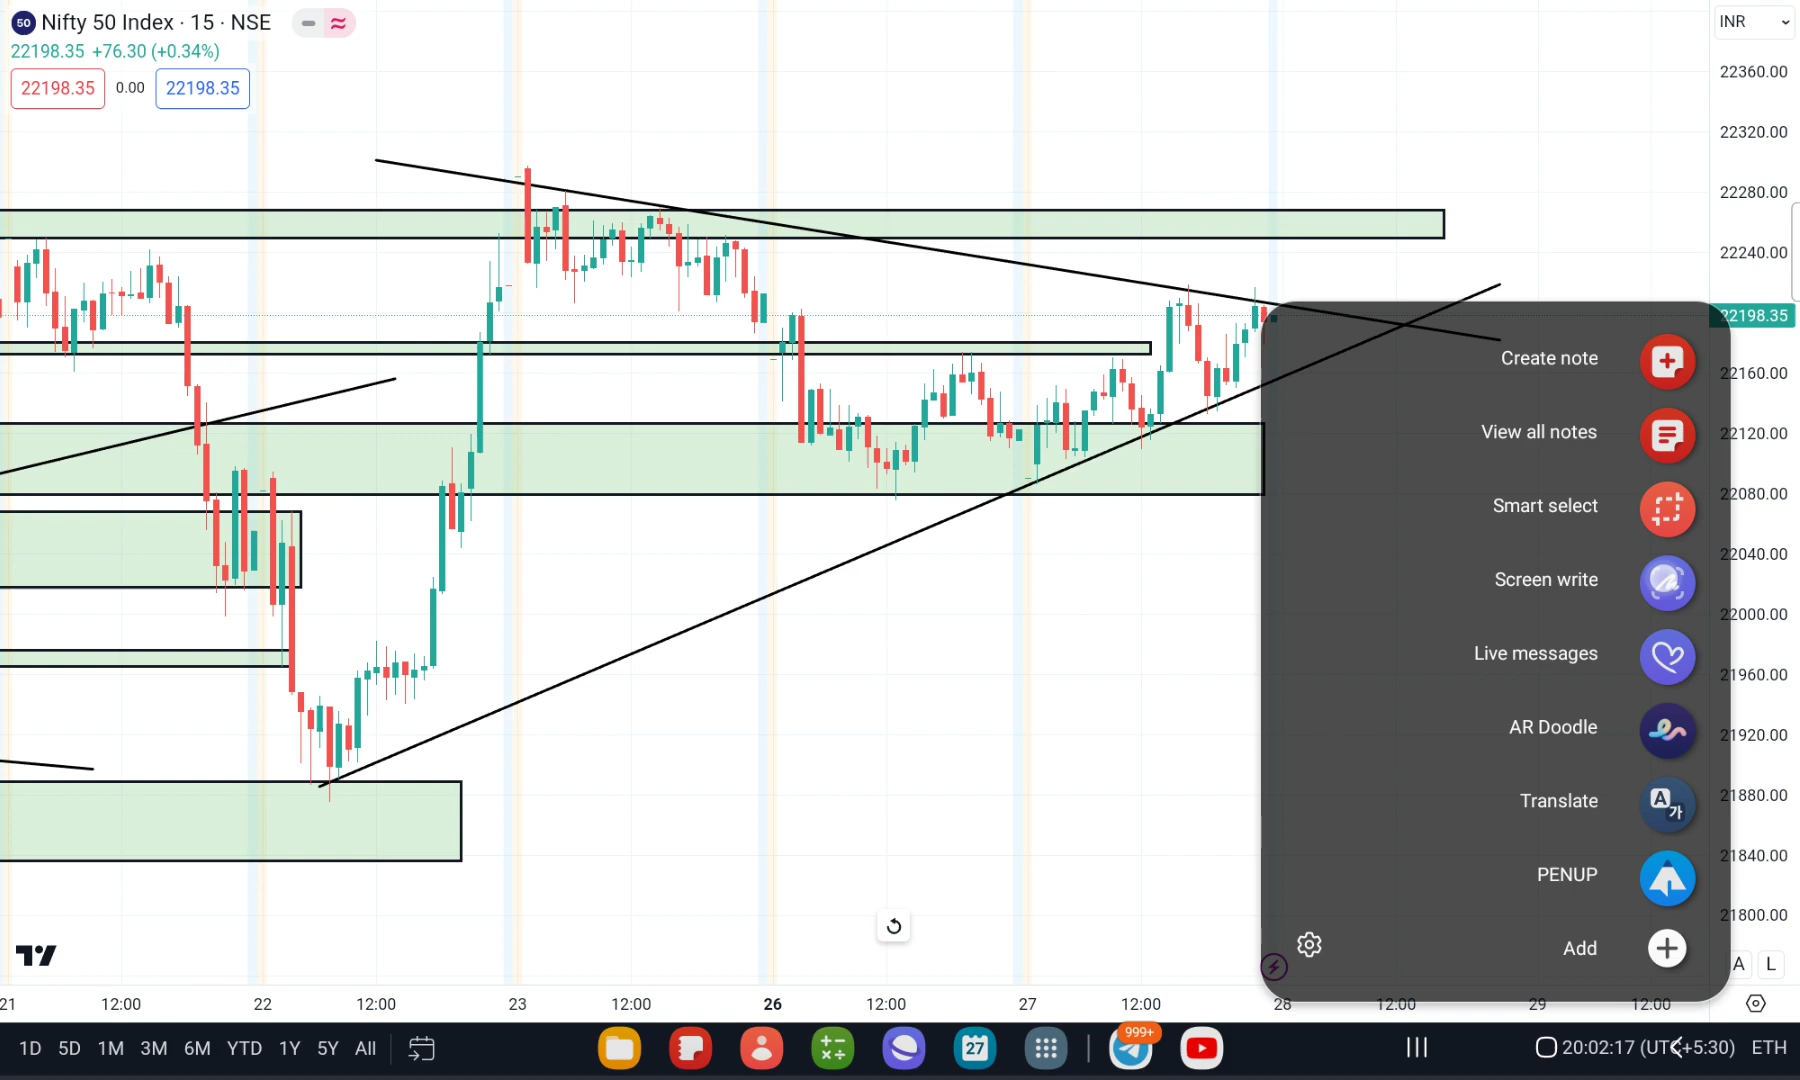 50 Nifty 50 Index · 15 · NSE
22198.35 +76.30 (+0.34%)
22198.35 0.00 22198.35
INR
22360.00
22320.00
22280.00
22240.00
22198.35
22160.00
22120.00
22080.00
22040.00
22000.00
21960.00
21920.00
21880.00
21840.00
21800.00
Create note
View all notes
Smart select
Screen write
Live messages
AR Doodle
Translate
PENUP
Add
A 가
A L
21 12:00 22 12:00 23 12:00 26 12:00 27 12:00 28 12:00 29 12:00
1D 5D 1M 3M 6M YTD 1Y 5Y All 27 999+ 20:02:17 (UTC+5:30) ETH